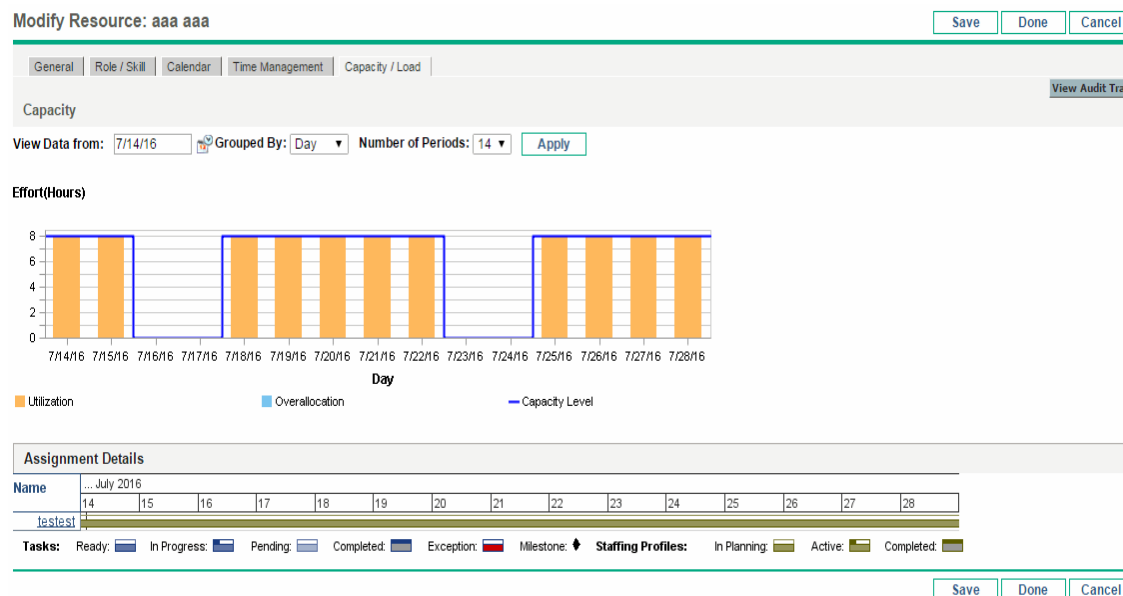 Modify Resource: aaa aaa
Save Done Cancel
General Role / Skill Calendar Time Management Capacity / Load
View Audit Tra
Capacity
View Data from: 7/14/16 Grouped By: Day Number of Periods: 14 Apply
Effort(Hours)
8
6
4
2
0
7/14/16 7/15/16 7/16/16 7/17/16 7/18/16 7/19/16 7/20/16 7/21/16 7/22/16 7/23/16 7/24/16 7/25/16 7/26/16 7/27/16 7/28/16
Day
Utilization Overallocation Capacity Level
Assignment Details
Name ... July 2016
14 15 16 17 18 19 20 21 22 23 24 25 26 27 28
testest
Tasks: Ready: In Progress: Pending: Completed: Exception: Milestone: Staffing Profiles: In Planning: Active: Completed:
Save Done Cancel